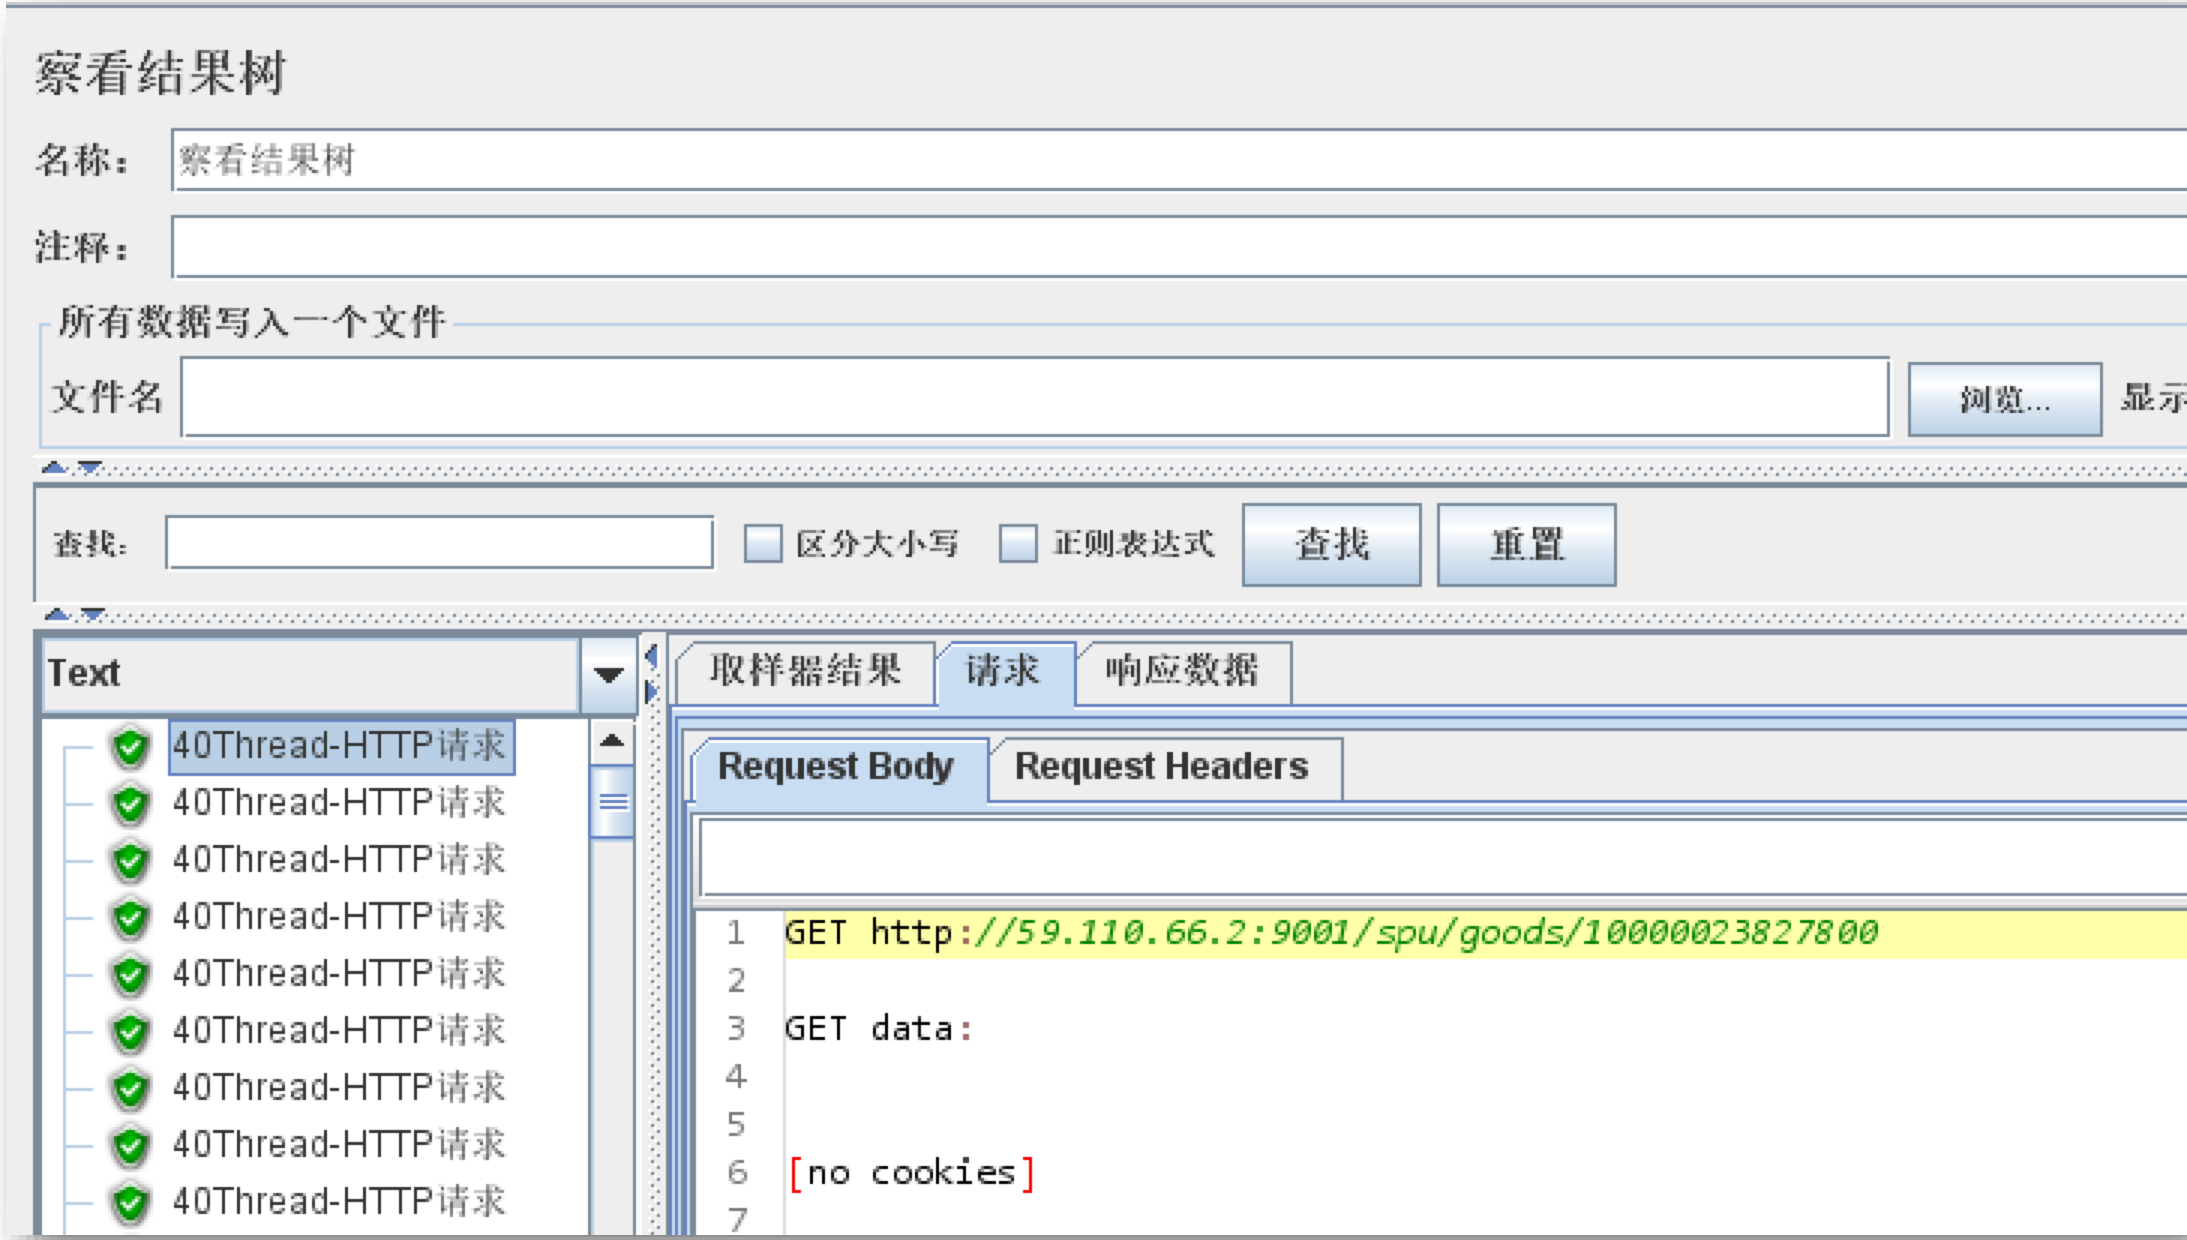 察看结果树
名称： 察看结果树
注释：
所有数据写入一个文件
文件名 浏览... 显示
查找: 区分大小写 正则表达式 查找 重置
Text
取样器结果 请求 响应数据
Request Body Request Headers
40Thread-HTTP请求
40Thread-HTTP请求
40Thread-HTTP请求
40Thread-HTTP请求
40Thread-HTTP请求
40Thread-HTTP请求
40Thread-HTTP请求
40Thread-HTTP请求
40Thread-HTTP请求
1 GET http://59.110.66.2:9001/spu/goods/10000023827800
2
3 GET data:
4
5
6 [no cookies]
7